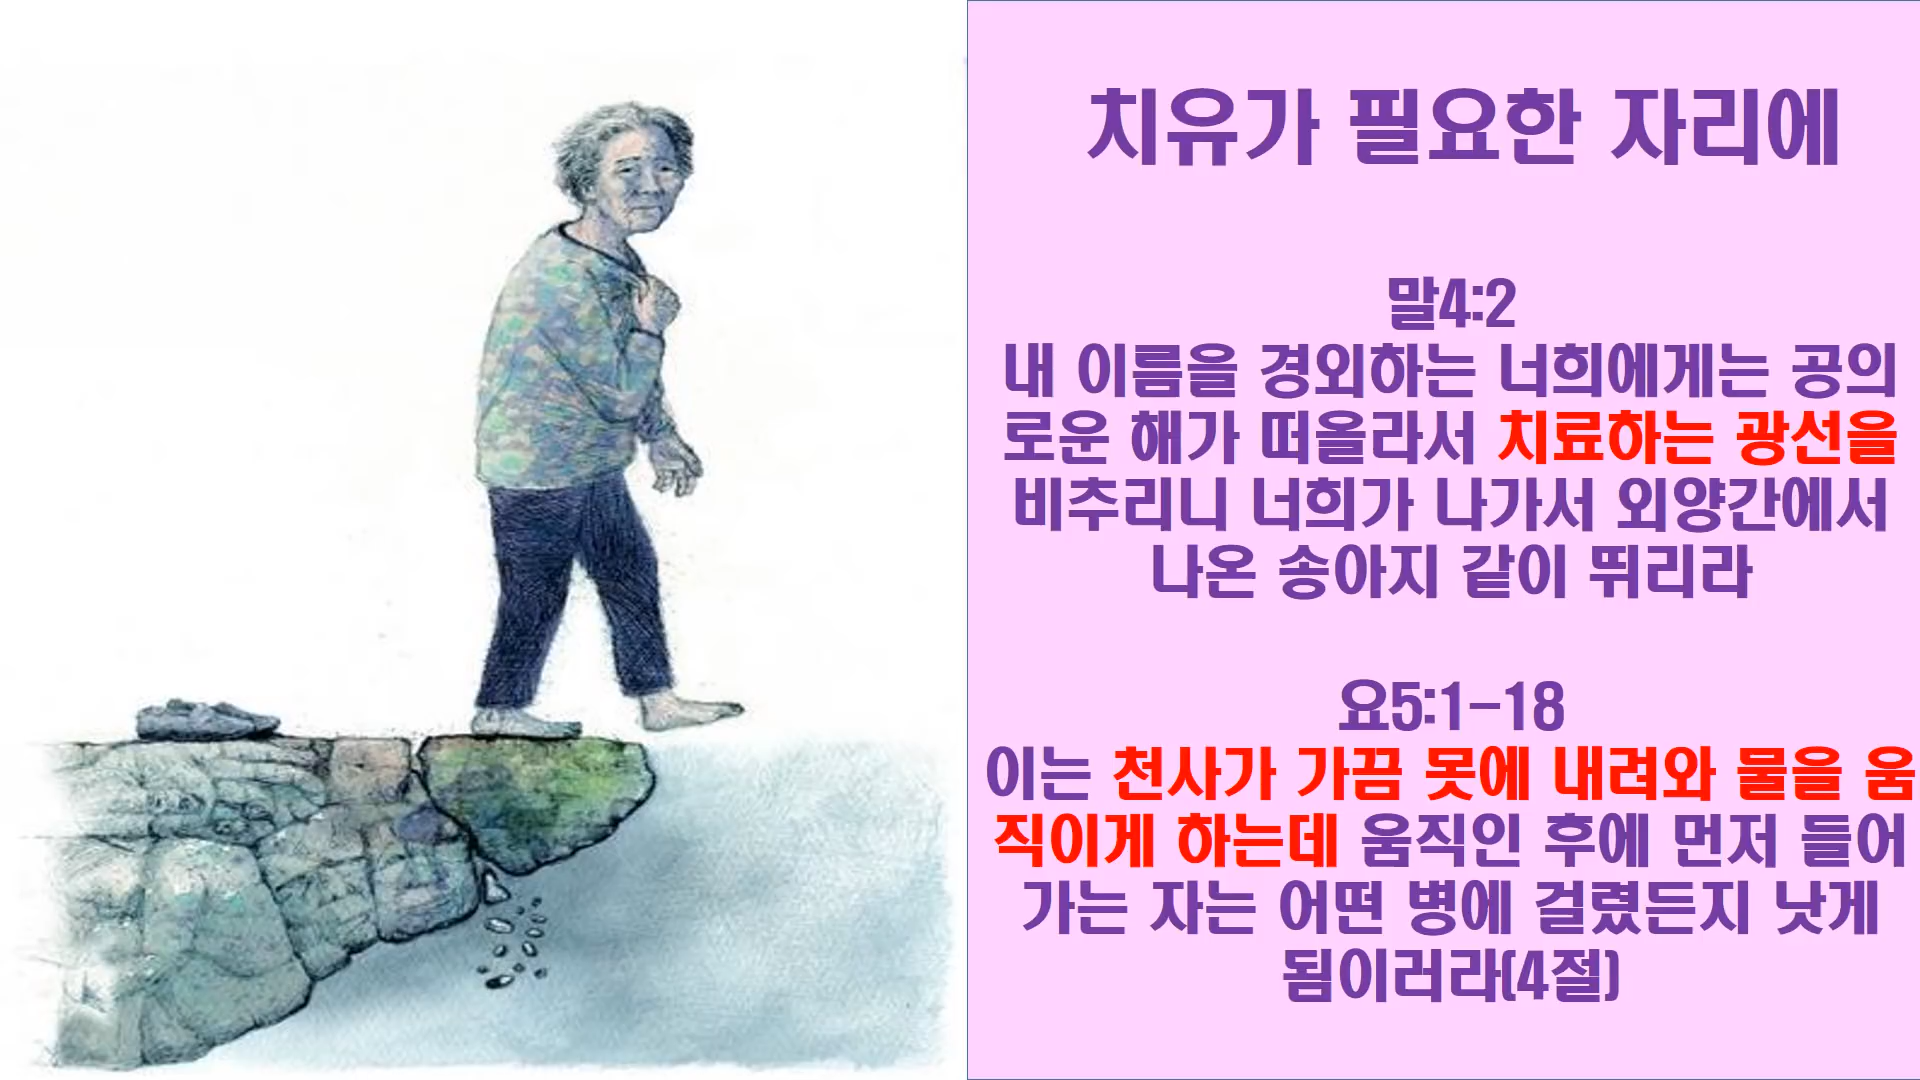 치유가 필요한 자리에
말4:2
내 이름을 경외하는 너희에게는 공의
로운 해가 떠올라서 치료하는 광선을
비추리니 너희가 나가서 외양간에서
나온 송아지 같이 뛰리라
요5:1-18
이는 천사가 가끔 못에 내려와 물을 움
직이게 하는데 움직인 후에 먼저 들어
가는 자는 어떤 병에 걸렸든지 낫게
됨이러라(4절)